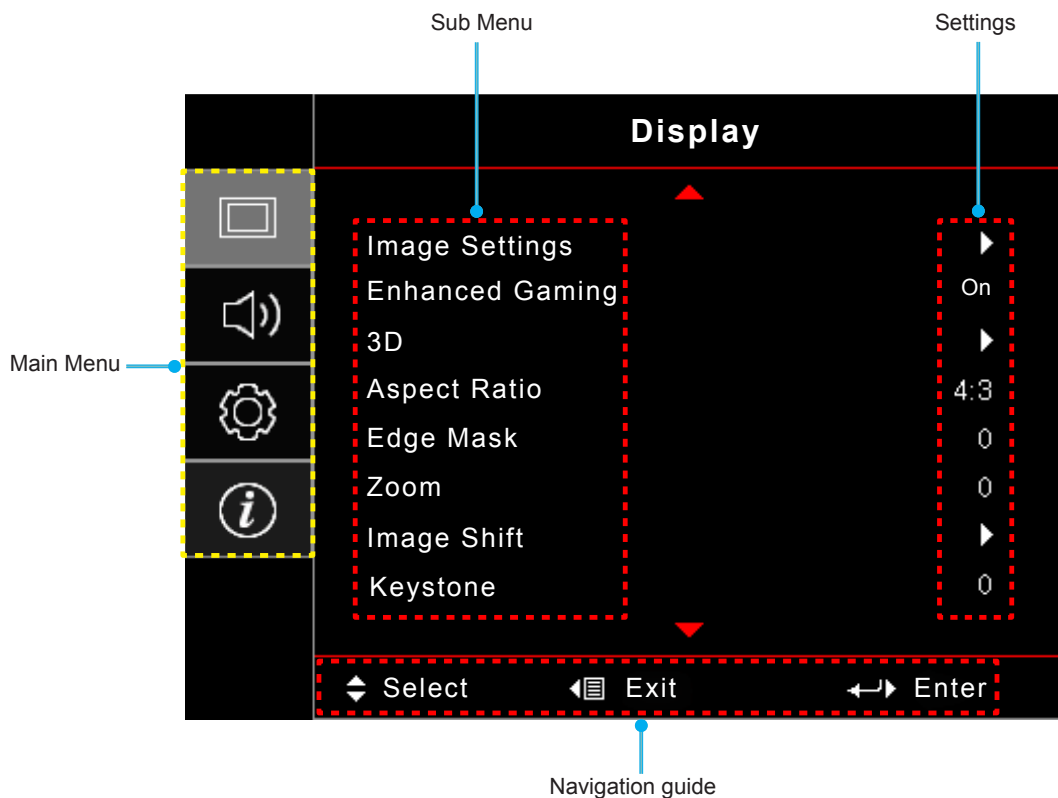 Sub Menu
Settings
Display
Image Settings
Enhanced Gaming
On
3D
Main Menu
Aspect Ratio
4:3
Edge Mask
0
Zoom
0
Image Shift
Keystone
0
Select
Exit
Enter
Navigation guide